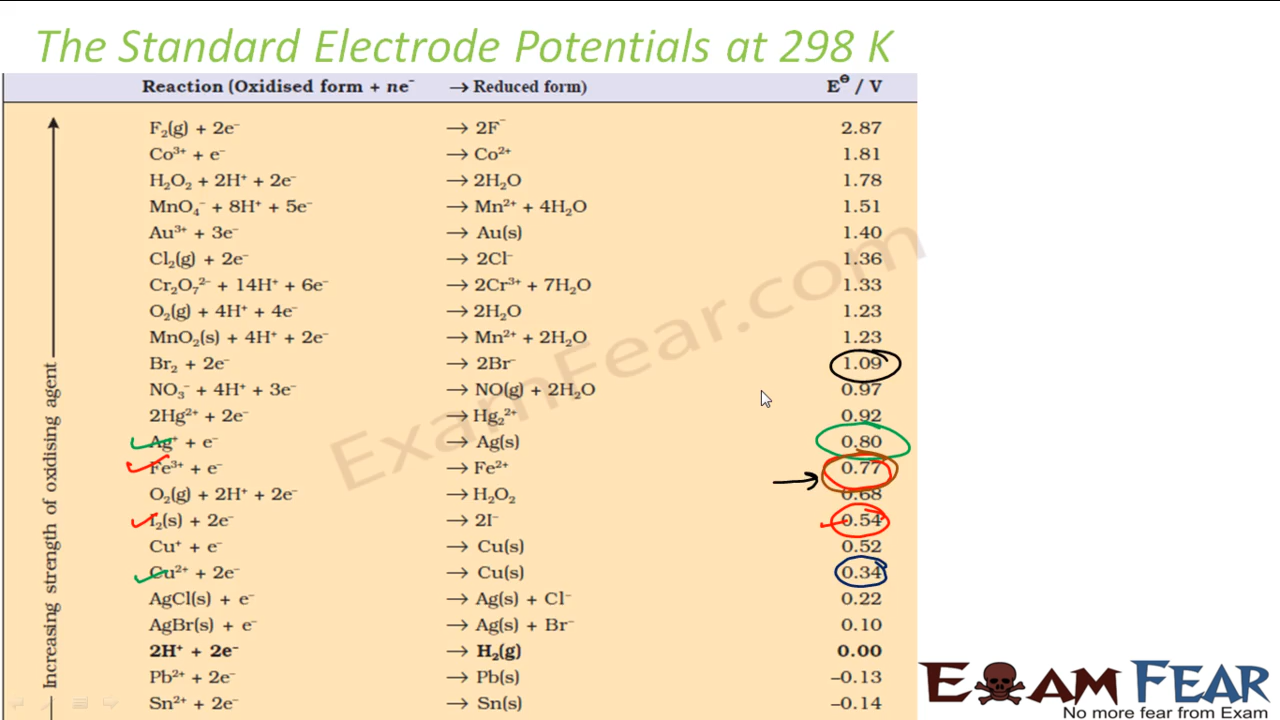 The Standard Electrode Potentials at 298 K
Reaction (Oxidised form + ne⁻ → Reduced form) E⊖ / V
F₂(g) + 2e⁻ → 2F⁻ 2.87
Co³⁺ + e⁻ → Co²⁺ 1.81
H₂O₂ + 2H⁺ + 2e⁻ → 2H₂O 1.78
MnO₄⁻ + 8H⁺ + 5e⁻ → Mn²⁺ + 4H₂O 1.51
Au³⁺ + 3e⁻ → Au(s) 1.40
Cl₂(g) + 2e⁻ → 2Cl⁻ 1.36
Cr₂O₇²⁻ + 14H⁺ + 6e⁻ → 2Cr³⁺ + 7H₂O 1.33
O₂(g) + 4H⁺ + 4e⁻ → 2H₂O 1.23
MnO₂(s) + 4H⁺ + 2e⁻ → Mn²⁺ + 2H₂O 1.23
Br₂ + 2e⁻ → 2Br⁻ 1.09
NO₃⁻ + 4H⁺ + 3e⁻ → NO(g) + 2H₂O 0.97
2Hg²⁺ + 2e⁻ → Hg₂²⁺ 0.92
Ag⁺ + e⁻ → Ag(s) 0.80
Fe³⁺ + e⁻ → Fe²⁺ 0.77
O₂(g) + 2H⁺ + 2e⁻ → H₂O₂ 0.68
I₂(s) + 2e⁻ → 2I⁻ 0.54
Cu⁺ + e⁻ → Cu(s) 0.52
Cu²⁺ + 2e⁻ → Cu(s) 0.34
AgCl(s) + e⁻ → Ag(s) + Cl⁻ 0.22
AgBr(s) + e⁻ → Ag(s) + Br⁻ 0.10
2H⁺ + 2e⁻ → H₂(g) 0.00
Pb²⁺ + 2e⁻ → Pb(s) –0.13
Sn²⁺ + 2e⁻ → Sn(s) –0.14
Increasing strength of oxidising agent
ExamFear.com
EXAM FEAR
No more fear from Exam